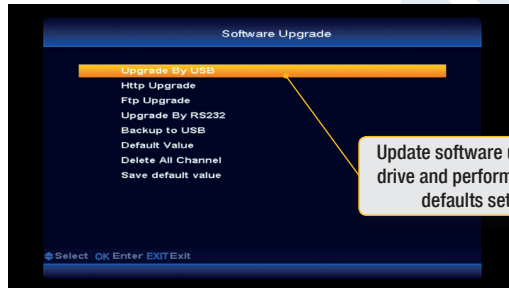 Software Upgrade
Upgrade By USB
Http Upgrade
Ftp Upgrade
Upgrade By RS232
Backup to USB
Default Value
Delete All Channel
Save default value
Update software
drive and perform
defaults
Select OK Enter EXIT Exit